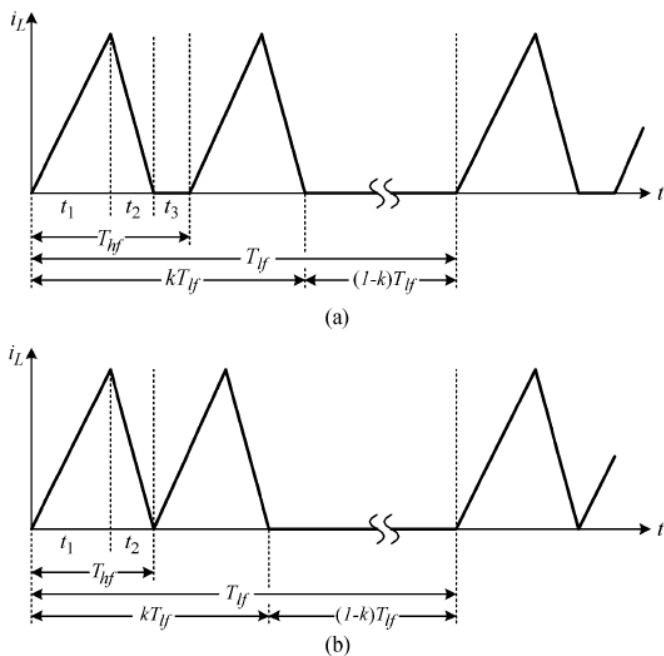 i_L
t_1 t_2 t_3 t
T_hf
T_lf
kT_lf (1-k)T_lf
(a)
i_L
t_1 t_2 t
T_hf
T_lf
kT_lf (1-k)T_lf
(b)